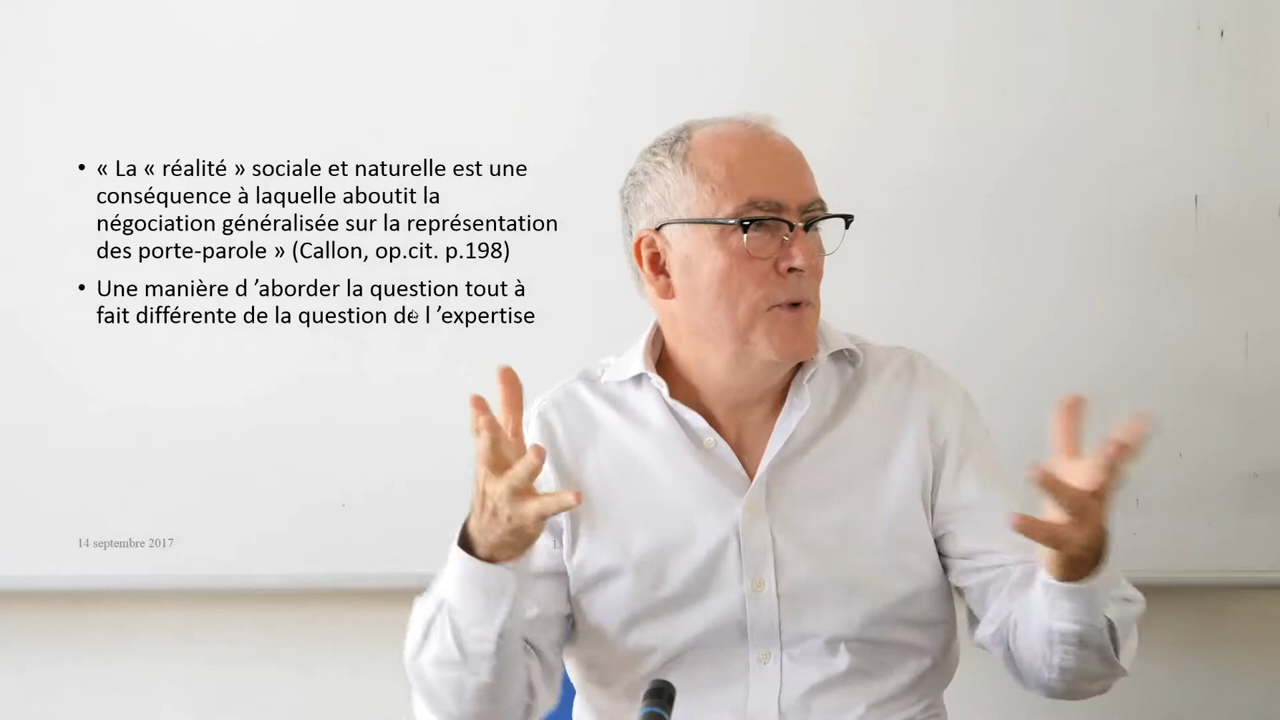 • « La « réalité » sociale et naturelle est une
conséquence à laquelle aboutit la
négociation généralisée sur la représentation
des porte-parole » (Callon, op.cit. p.198)
• Une manière d ’aborder la question tout à
fait différente de la question de l ’expertise
14 septembre 2017